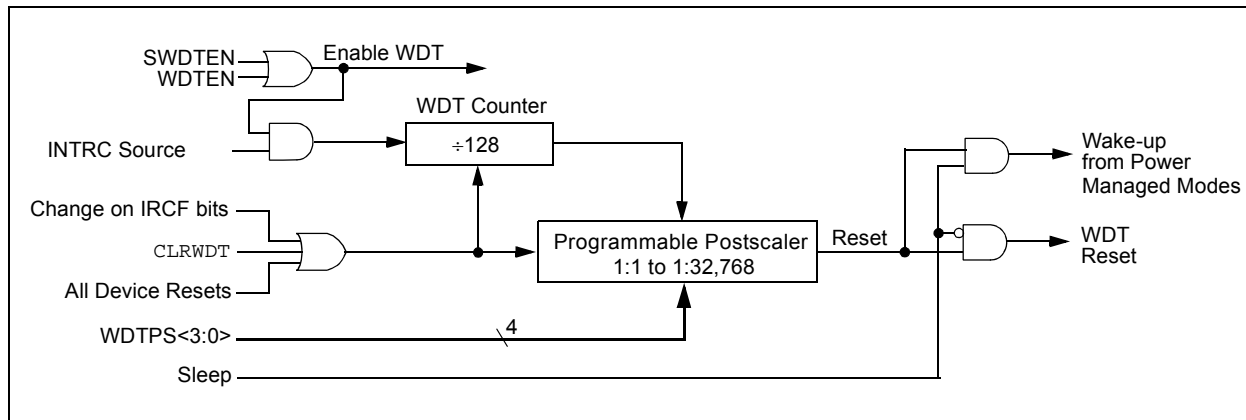 SWDTEN
WDTEN
Enable WDT
WDT Counter
÷128
INTRC Source
Wake-up
from Power
Managed Modes
Change on IRCF bits
CLRWDT
All Device Resets
Programmable Postscaler
1:1 to 1:32,768
Reset
WDT
Reset
WDTPS<3:0>
4
Sleep